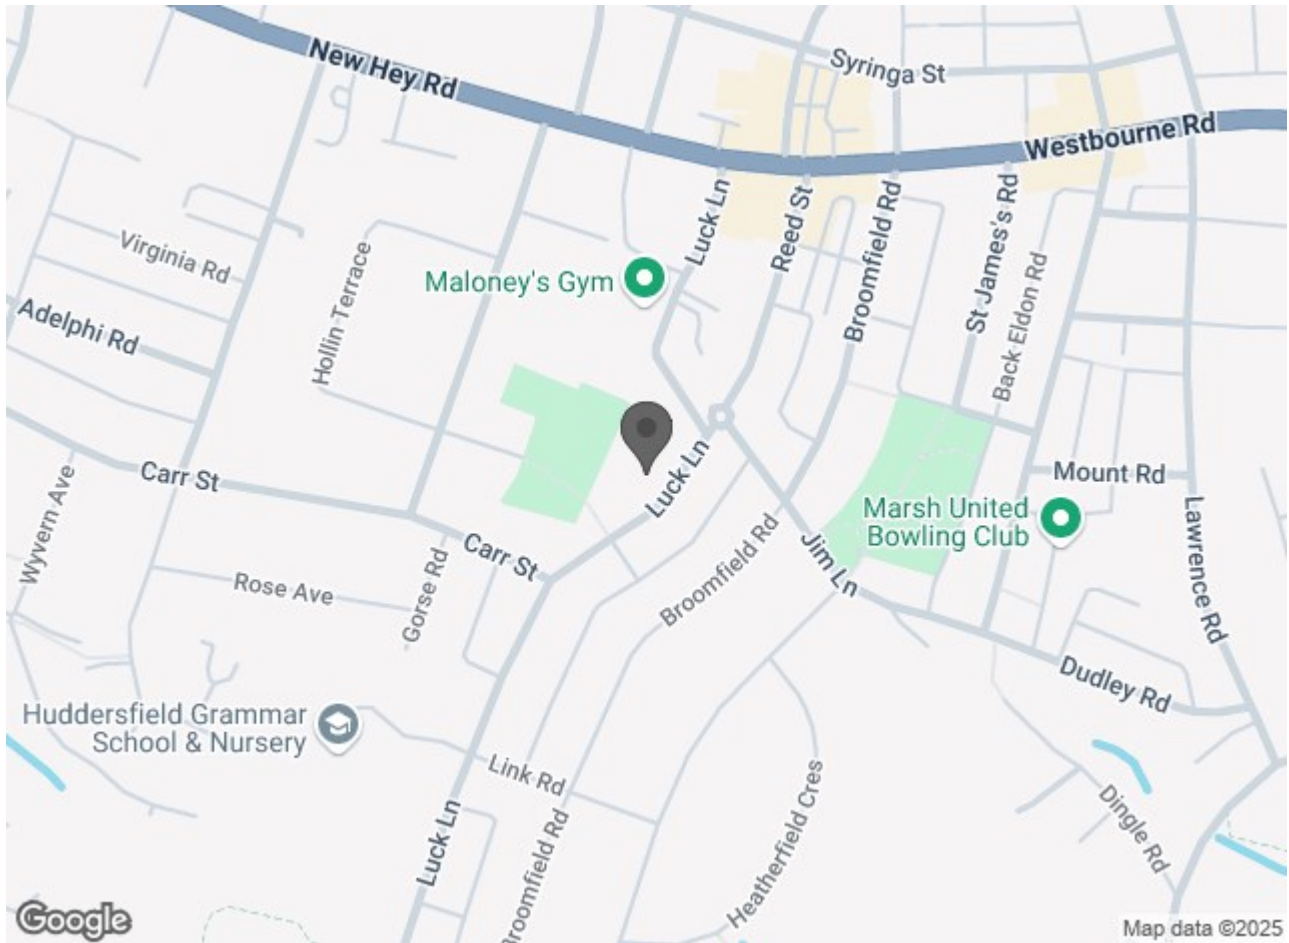 New Hey Rd
Syringa St
Westbourne Rd
Luck Ln
Reed St
Broomfield Rd
St James's Rd
Back Eldon Rd
Virginia Rd
Hollin Terrace
Maloney's Gym
Adelphi Rd
Carr St
Wyvern Ave
Luck Ln
Mount Rd
Marsh United
Bowling Club
Lawrence Rd
Carr St
Gorse Rd
Rose Ave
Broomfield Rd
Jim Ln
Dudley Rd
Huddersfield Grammar
School & Nursery
Link Rd
Luck Ln
Broomfield Rd
Heatherfield Cres
Dingle Rd
Google
Map data ©2025